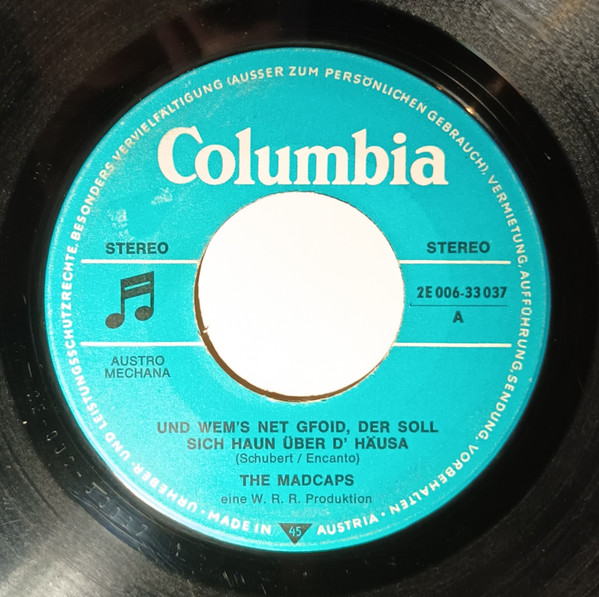 URHEBER- UND LEISTUNGSSCHUTZRECHTE, BESONDERS VERVIELFÄLTIGUNG (AUSSER ZUM PERSÖNLICHEN GEBRAUCH), VERMIETUNG, AUFFÜHRUNG, SENDUNG, VORBEHALTEN
Columbia
STEREO
STEREO
2E 006-33 037
A
AUSTRO
MECHANA
UND WEM'S NET GFOID, DER SOLL
SICH HAUN ÜBER D' HÄUSA
(Schubert / Encanto)
THE MADCAPS
eine W. R. R. Produktion
• MADE IN 45 AUSTRIA •